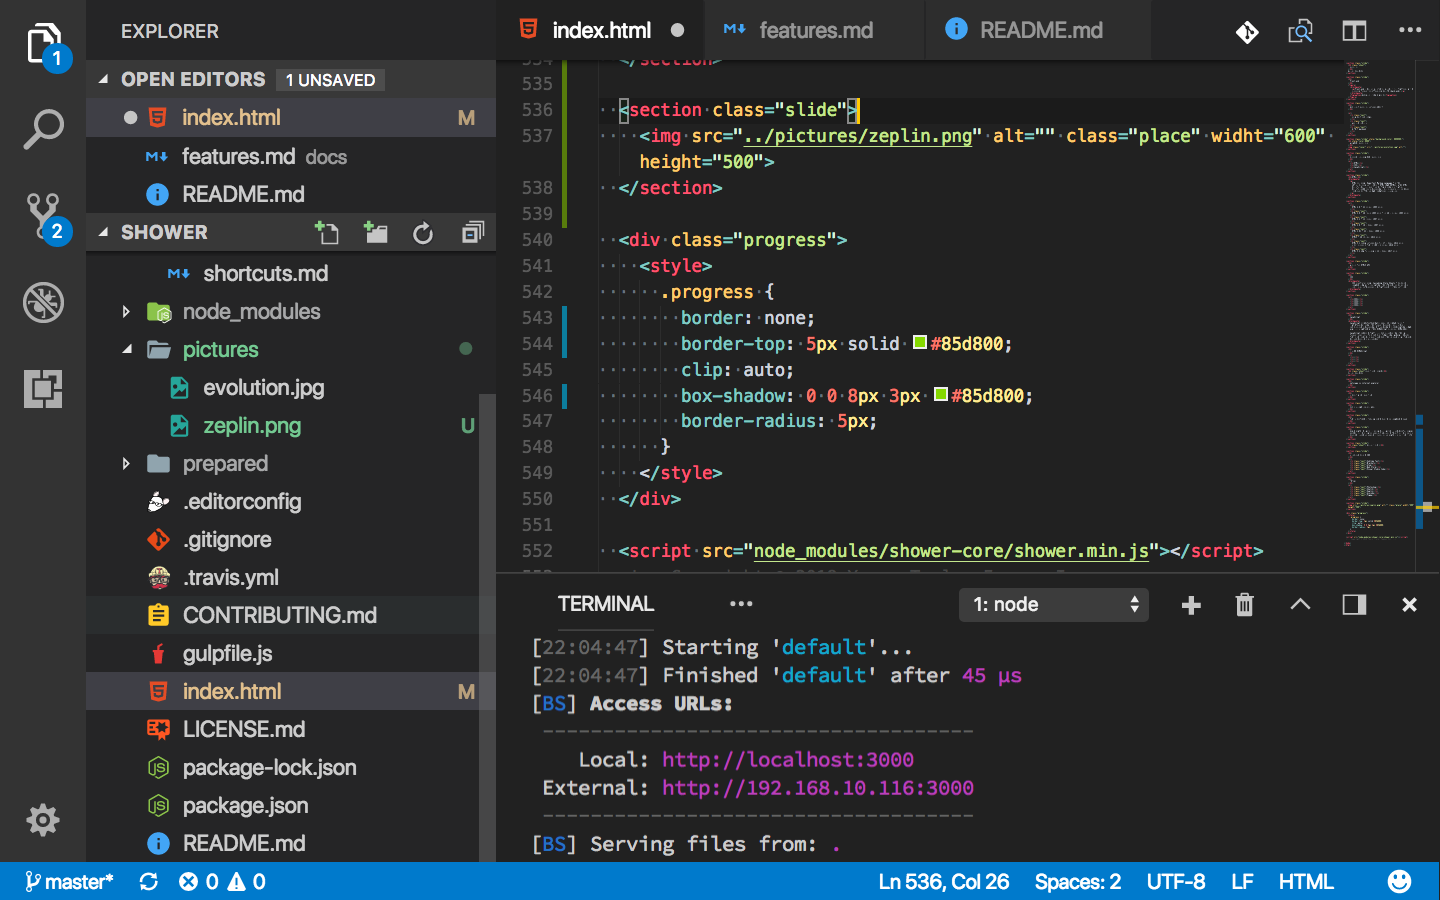 EXPLORER
OPEN EDITORS 1 UNSAVED
index.html M
features.md docs
README.md
SHOWER
shortcuts.md
node_modules
pictures
evolution.jpg
zeplin.png U
prepared
.editorconfig
.gitignore
.travis.yml
CONTRIBUTING.md
gulpfile.js
index.html M
LICENSE.md
package-lock.json
package.json
README.md
1
2
index.html features.md README.md
534 </section>
535
536 <section class="slide">
537 <img src="../pictures/zeplin.png" alt="" class="place" widht="600"
height="500">
538 </section>
539
540 <div class="progress">
541 <style>
542 .progress {
543 border: none;
544 border-top: 5px solid #85d800;
545 clip: auto;
546 box-shadow: 0 0 8px 3px #85d800;
547 border-radius: 5px;
548 }
549 </style>
550 </div>
551
552 <script src="node_modules/shower-core/shower.min.js"></script>
TERMINAL ••• 1: node
[22:04:47] Starting 'default'...
[22:04:47] Finished 'default' after 45 μs
[BS] Access URLs:
------------------------------------
Local: http://localhost:3000
External: http://192.168.10.116:3000
------------------------------------
[BS] Serving files from: .
master* 0 0 Ln 536, Col 26 Spaces: 2 UTF-8 LF HTML